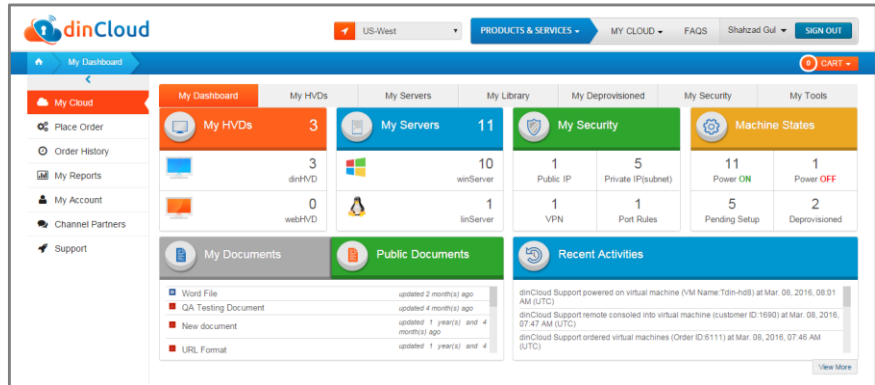 dinCloud
US-West
PRODUCTS & SERVICES
MY CLOUD
FAQS
Shahzad Gul
SIGN OUT
My Dashboard
0 CART
My Cloud
Place Order
Order History
My Reports
My Account
Channel Partners
Support
My Dashboard
My HVDs
My Servers
My Library
My Deprovisioned
My Security
My Tools
My HVDs 3
3
dinHVD
0
webHVD
My Servers 11
10
winServer
1
linServer
My Security
1
Public IP
5
Private IP(subnet)
1
VPN
1
Port Rules
Machine States
11
Power ON
1
Power OFF
5
Pending Setup
2
Deprovisioned
My Documents
Public Documents
Word File updated 2 month(s) ago
QA Testing Document updated 4 month(s) ago
New document updated 1 year(s) and 4
month(s) ago
URL Format updated 1 year(s) and 4
Recent Activities
dinCloud Support powered on virtual machine (VM Name:Tdin-hd8) at Mar. 08, 2016, 08:01
AM (UTC)
dinCloud Support remote consoled into virtual machine (customer ID:1690) at Mar. 08, 2016,
07:47 AM (UTC)
dinCloud Support ordered virtual machines (Order ID:6111) at Mar. 08, 2016, 07:46 AM
(UTC)
View More